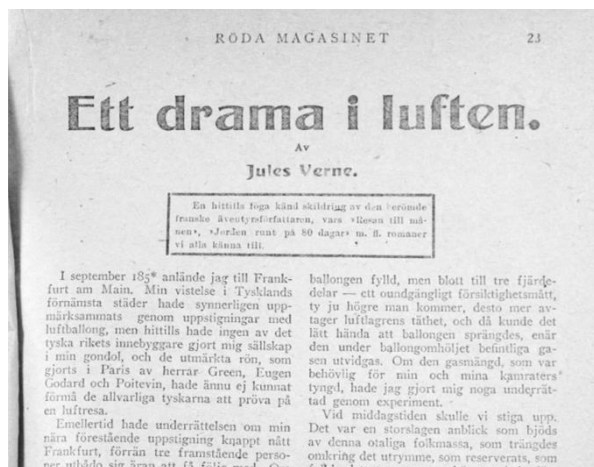 RÖDA MAGASINET 23
Ett drama i luften.
Av
Jules Verne.
En hittills föga känd skildring av den berömde
franske äventyrsförfattaren, vars »Resan till må-
nen», »Jorden runt på 80 dagar» m. fl. romaner
vi alla känna till.
I september 185* anlände jag till Frank-
furt am Main. Min vistelse i Tysklands
förnämsta städer hade synnerligen upp-
märksammats genom uppstigningar med
luftballong, men hittills hade ingen av det
tyska rikets innebyggare gjort mig sällskap
i min gondol, och de utmärkta rön, som
gjorts i Paris av herrar Green, Eugen
Godard och Poitevin, hade ännu ej kunnat
förmå de allvarliga tyskarna att pröva på
en luftresa.
Emellertid hade underrättelsen om min
nära förestående uppstigning knappt nått
Frankfurt, förrän tre framstående perso-
ner utbådo sig äran att få följa med.
ballongen fylld, men blott till tre fjärde-
delar — ett oundgängligt försiktighetsmått,
ty ju högre man kommer, desto mer av-
tager luftlagrens täthet, och då kunde det
lätt hända att ballongen sprängdes, enär
den under ballongomhöljet befintliga ga-
sen utvidgas. Om den gasmängd, som var
behövlig för min och mina kamraters
tyngd, hade jag gjort mig noga underrät-
tad genom experiment.
Vid middagstiden skulle vi stiga upp.
Det var en storslagen anblick som bjöds
av denna otaliga folkmassa, som trängdes
omkring det utrymme, som reserverats, som